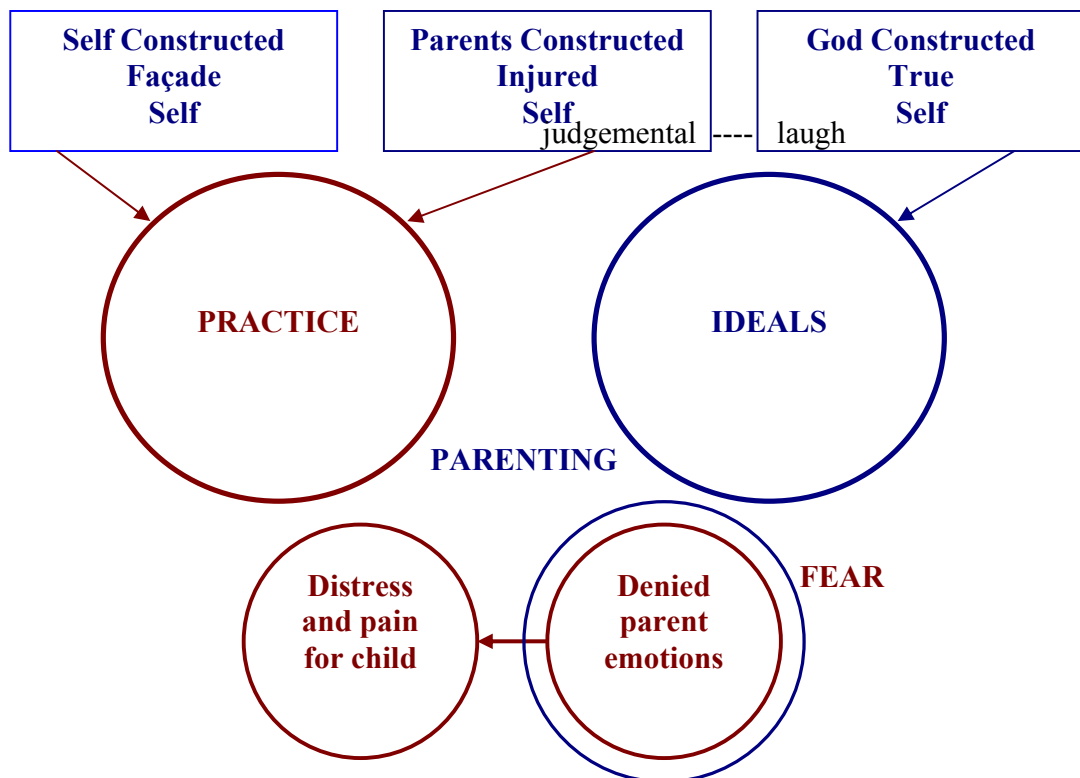 Self Constructed
Façade
Self
Parents Constructed
Injured
Self
God Constructed
True
Self
judgemental ---- laugh
PRACTICE
IDEALS
PARENTING
Distress
and pain
for child
Denied
parent
emotions
FEAR